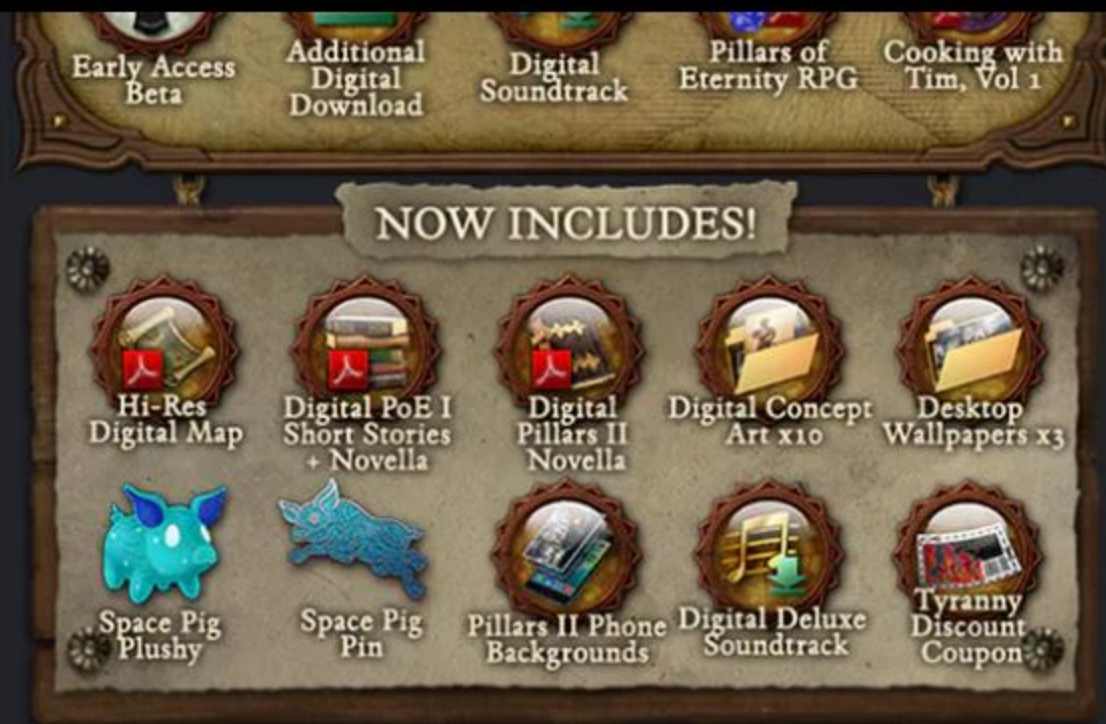 Early Access
Beta
Additional
Digital
Download
Digital
Soundtrack
Pillars of
Eternity RPG
Cooking with
Tim, Vol 1
NOW INCLUDES!
Hi-Res
Digital Map
Digital PoE I
Short Stories
+ Novella
Digital
Pillars II
Novella
Digital Concept
Art x10
Desktop
Wallpapers x3
Space Pig
Plushy
Space Pig
Pin
Pillars II Phone
Backgrounds
Digital Deluxe
Soundtrack
Tyranny
Discount
Coupon